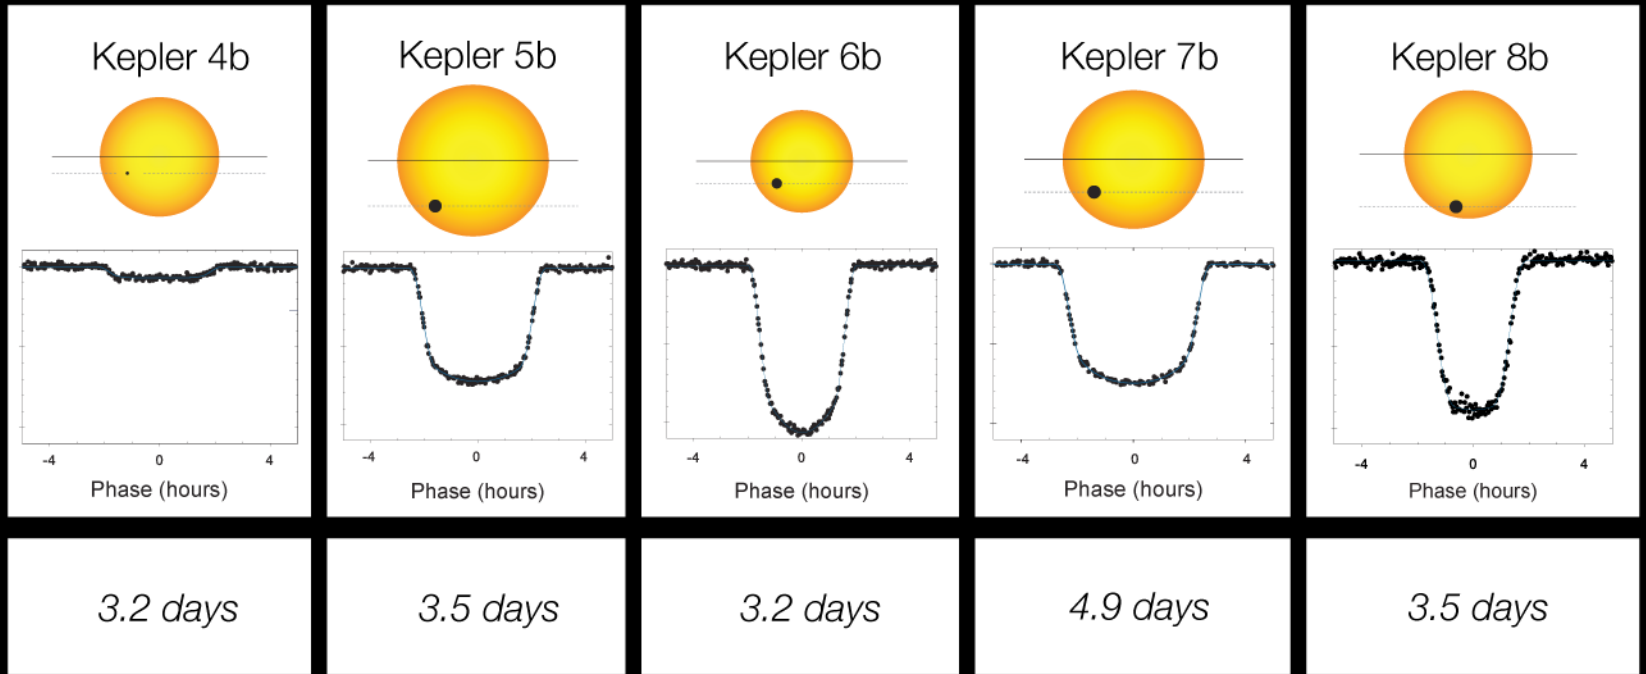 Kepler 4b
Kepler 5b
Kepler 6b
Kepler 7b
Kepler 8b
-4 0 4
-4 0 4
-4 0 4
-4 0 4
-4 0 4
Phase (hours)
Phase (hours)
Phase (hours)
Phase (hours)
Phase (hours)
3.2 days
3.5 days
3.2 days
4.9 days
3.5 days